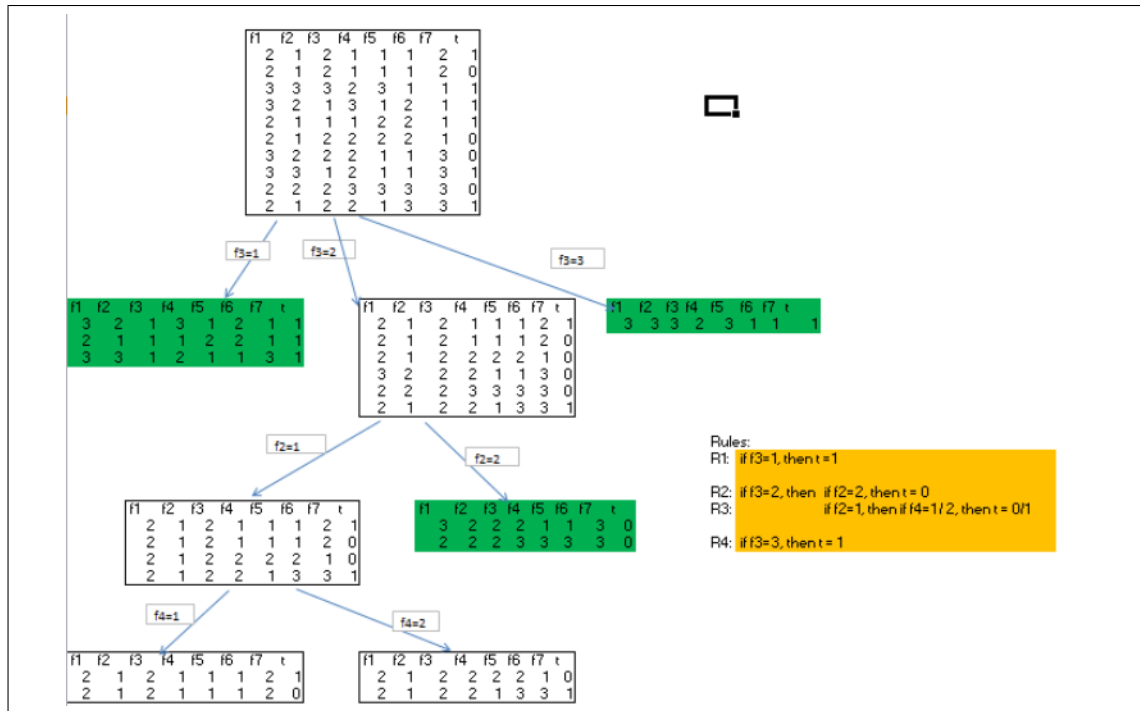 f1 f2 f3 f4 f5 f6 f7 t
2 1 2 1 1 1 2 1
2 1 2 1 1 1 2 0
3 3 3 2 3 1 1 1
3 2 1 3 1 2 1 1
2 1 1 1 2 2 1 1
2 1 2 2 2 2 1 0
3 2 2 2 1 1 3 0
3 3 1 2 1 1 3 1
2 2 2 3 3 3 3 0
2 1 2 2 1 3 3 1
f3=1
f3=2
f3=3
f1 f2 f3 f4 f5 f6 f7 t
3 2 1 3 1 2 1 1
2 1 1 1 2 2 1 1
3 3 1 2 1 1 3 1
f1 f2 f3 f4 f5 f6 f7 t
2 1 2 1 1 1 2 1
2 1 2 1 1 1 2 0
2 1 2 2 2 2 1 0
3 2 2 2 1 1 3 0
2 2 2 3 3 3 3 0
2 1 2 2 1 3 3 1
f1 f2 f3 f4 f5 f6 f7 t
3 3 3 2 3 1 1 1
f2=1
f2=2
Rules:
R1: if f3=1, then t =1
R2: if f3=2, then if f2=2, then t = 0
R3: if f2=1, then if f4=1/ 2, then t = 0/1
R4: if f3=3, then t = 1
f1 f2 f3 f4 f5 f6 f7 t
2 1 2 1 1 1 2 1
2 1 2 1 1 1 2 0
2 1 2 2 2 2 1 0
2 1 2 2 1 3 3 1
f1 f2 f3 f4 f5 f6 f7 t
3 2 2 2 1 1 3 0
2 2 2 3 3 3 3 0
f4=1
f4=2
f1 f2 f3 f4 f5 f6 f7 t
2 1 2 1 1 1 2 1
2 1 2 1 1 1 2 0
f1 f2 f3 f4 f5 f6 f7 t
2 1 2 2 2 2 1 0
2 1 2 2 1 3 3 1